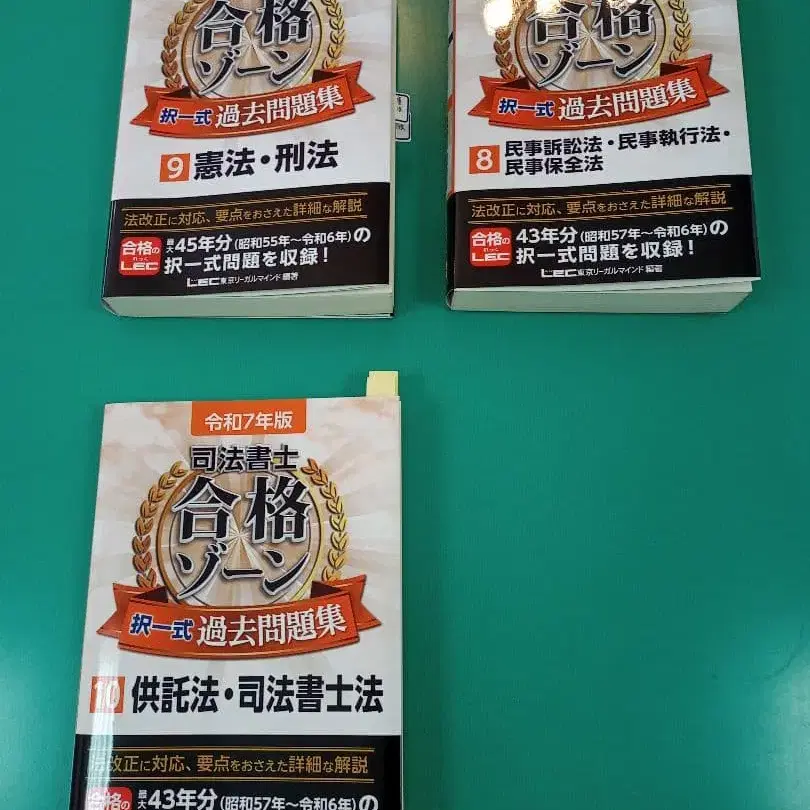 合格
ゾーン
択一式 過去問題集
9 憲法・刑法
法改正に対応、要点をおさえた詳細な解説
合格の
れっく
LEC
最大45年分(昭和55年~令和6年)の
択一式問題を収録!
LEC東京リーガルマインド 編著
合格
ゾーン
択一式 過去問題集
8 民事訴訟法・民事執行法・
民事保全法
法改正に対応、要点をおさえた詳細な解説
合格の
れっく
LEC
43年分(昭和57年~令和6年)の
択一式問題を収録!
LEC東京リーガルマインド 編著
令和7年版
司法書士
合格
ゾーン
択一式 過去問題集
10 供託法・司法書士法
法改正に対応、要点をおさえた詳細な解説
合格の
最大43年分(昭和57年~令和6年)の